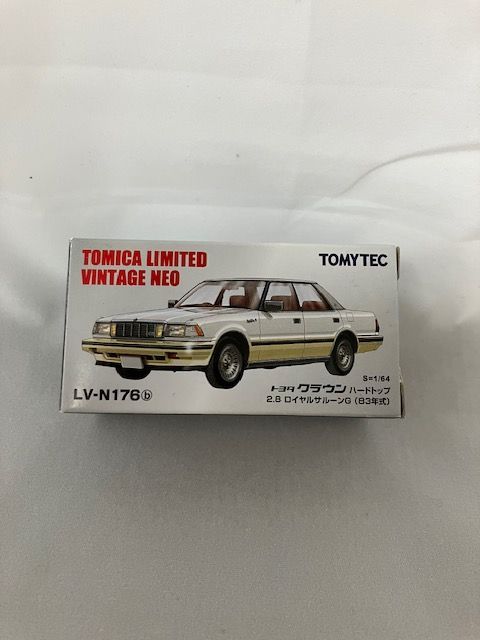 TOMICA LIMITED
VINTAGE NEO
TOMYTEC
S=1/64
LV-N176ⓑ
トヨタ クラウン ハードトップ
2.8 ロイヤルサルーンG (83年式)